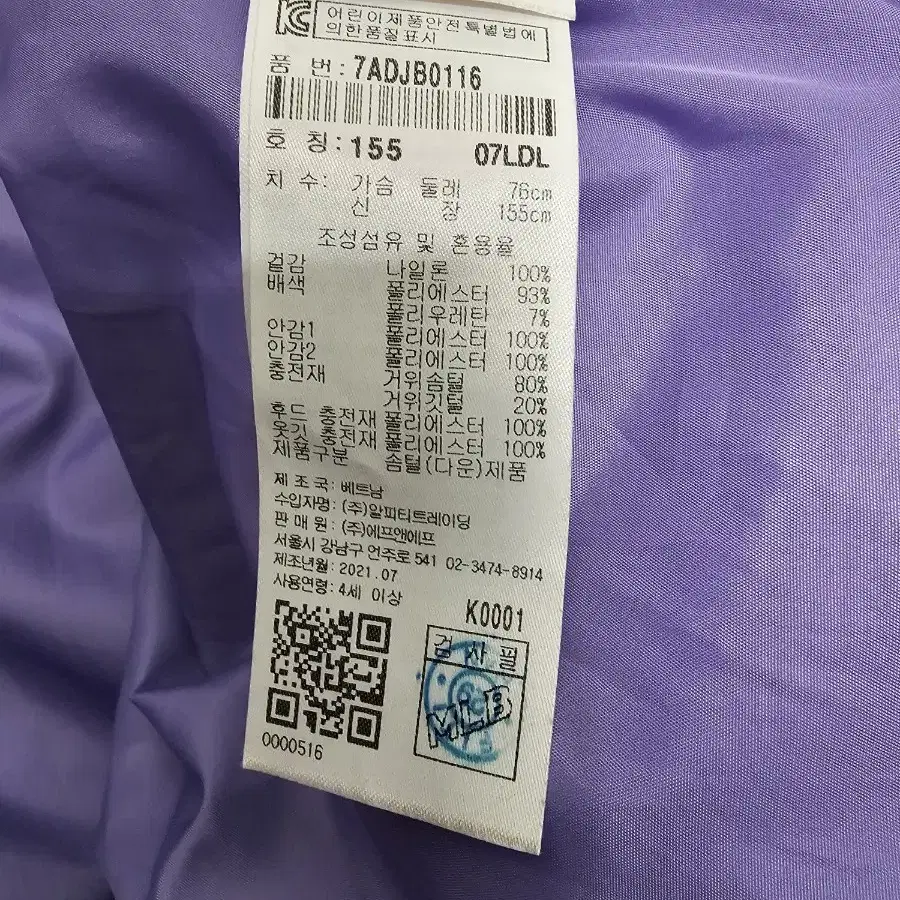 어린이제품안전특별법에
의한품질표시
품 번: 7ADJB0116
호 칭: 155 07LDL
치 수: 가슴 둘레 76cm
신 장 155cm
조성섬유 및 혼용율
겉감 나일론 100%
배색 폴리에스터 93%
폴리우레탄 7%
안감1 폴리에스터 100%
안감2 폴리에스터 100%
충전재 거위솜털 80%
거위깃털 20%
후드 충전재 폴리에스터 100%
옷깃 충전재 폴리에스터 100%
제품구분 솜털(다운)제품
제 조 국: 베트남
수입자명: (주)알피티트레이딩
판 매 원: (주)에프앤에프
서울시 강남구 언주로 541 02-3474-8914
제조년월: 2021.07
사용연령: 4세 이상
K0001
검 사 필
MLB
0000516